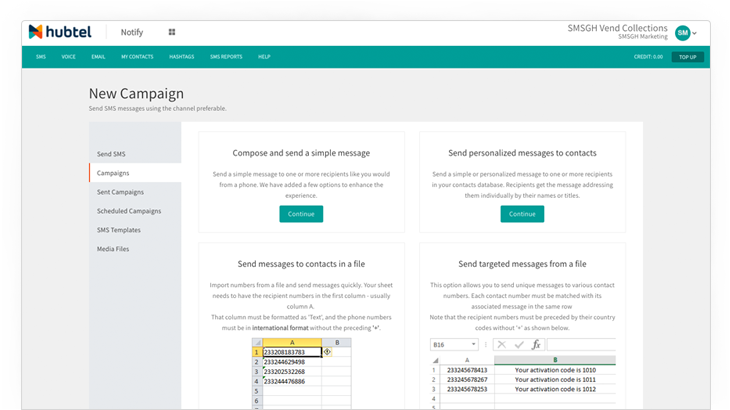 hubtel
Notify
SMSGH Vend Collections
SMSGH Marketing
SM
SMS
VOICE
EMAIL
MY CONTACTS
HASHTAGS
SMS REPORTS
HELP
CREDIT: 0.00
TOP UP
New Campaign
Send SMS messages using the channel preferable.
Send SMS
Campaigns
Sent Campaigns
Scheduled Campaigns
SMS Templates
Media Files
Compose and send a simple message
Send a simple message to one or more recipients like you would
from a phone. We have added a few options to enhance the
experience.
Continue
Send personalized messages to contacts
Send a simple or personalized message to one or more recipients
in your contacts database. Recipients get the message addressing
them individually by their names or titles.
Continue
Send messages to contacts in a file
Import numbers from a file and send messages quickly. Your sheet
needs to have the recipient numbers in the first column - usually
column A.
That column must be formatted as 'Text', and the phone numbers
must be in international format without the preceding '+'.
A B
1 233208183783
2 233244629498
3 233202532268
4 233244476886
5
6
Send targeted messages from a file
This option allows you to send unique messages to various contact
numbers. Each contact number must be matched with its
associated message in the same row
Note that the recipient numbers must be preceded by their country
codes without '+' as shown below.
B16 fx
A B
1 233245678413 Your activation code is 1010
2 233245678267 Your activation code is 1011
3 233245678253 Your activation code is 1012
4